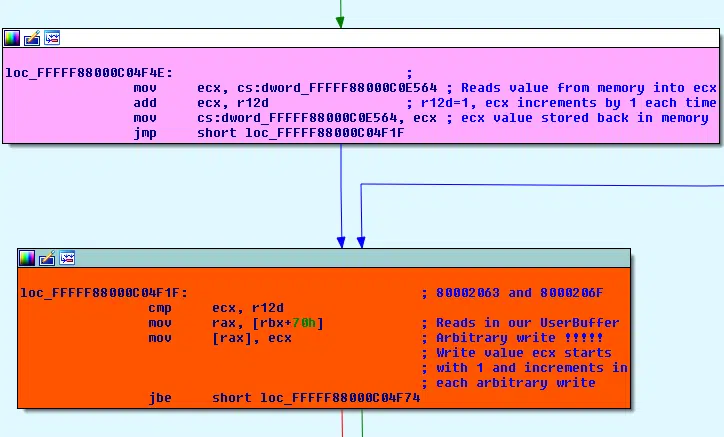 loc_FFFFF88000C04F4E: ;
mov ecx, cs:dword_FFFFF88000C0E564 ; Reads value from memory into ecx
add ecx, r12d ; r12d=1, ecx increments by 1 each time
mov cs:dword_FFFFF88000C0E564, ecx ; ecx value stored back in memory
jmp short loc_FFFFF88000C04F1F
loc_FFFFF88000C04F1F: ; 80002063 and 8000206F
cmp ecx, r12d
mov rax, [rbx+70h] ; Reads in our UserBuffer
mov [rax], ecx ; Arbitrary write !!!!!
; Write value ecx starts
; with 1 and increments in
; each arbitrary write
jbe short loc_FFFFF88000C04F74